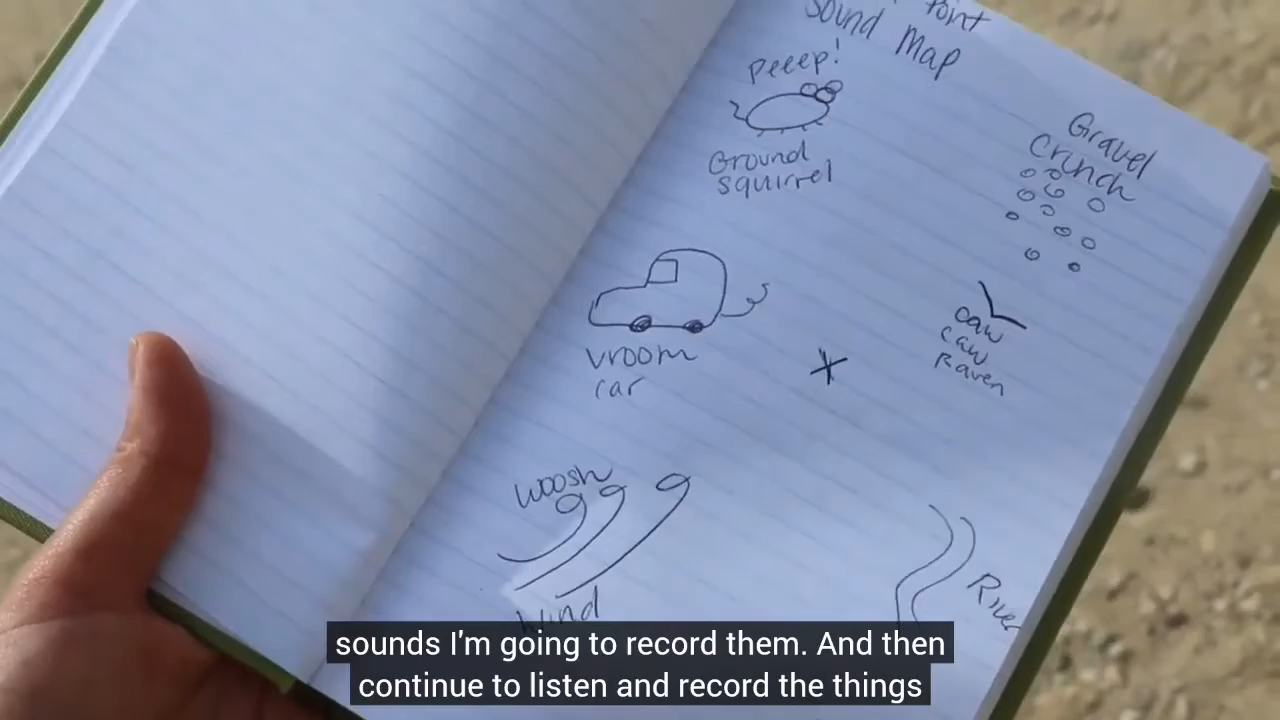 Point
Sound Map
peeep!
Ground
squirrel
Gravel
Crunch
vroom
car
caw
caw
Raven
woosh
wind
River
sounds I'm going to record them. And then
continue to listen and record the things